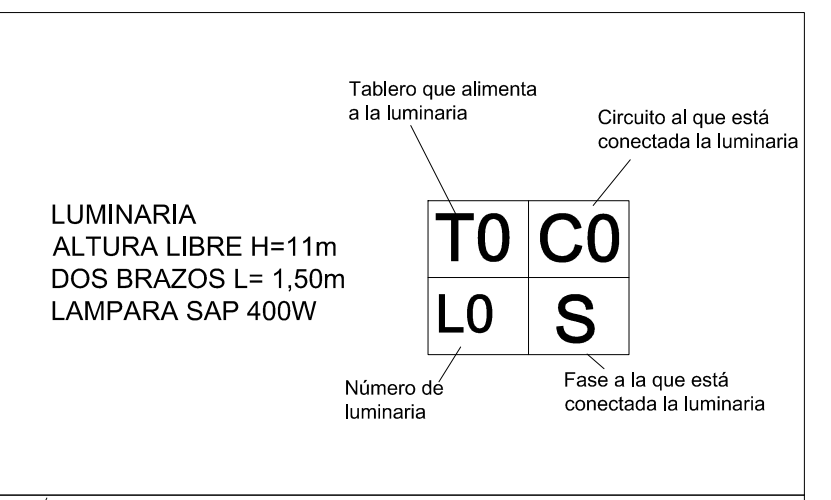 Tablero que alimenta
a la luminaria
Circuito al que está
conectada la luminaria
LUMINARIA
ALTURA LIBRE H=11m
DOS BRAZOS L= 1,50m
LAMPARA SAP 400W
T0 C0
L0 S
Número de
luminaria
Fase a la que está
conectada la luminaria